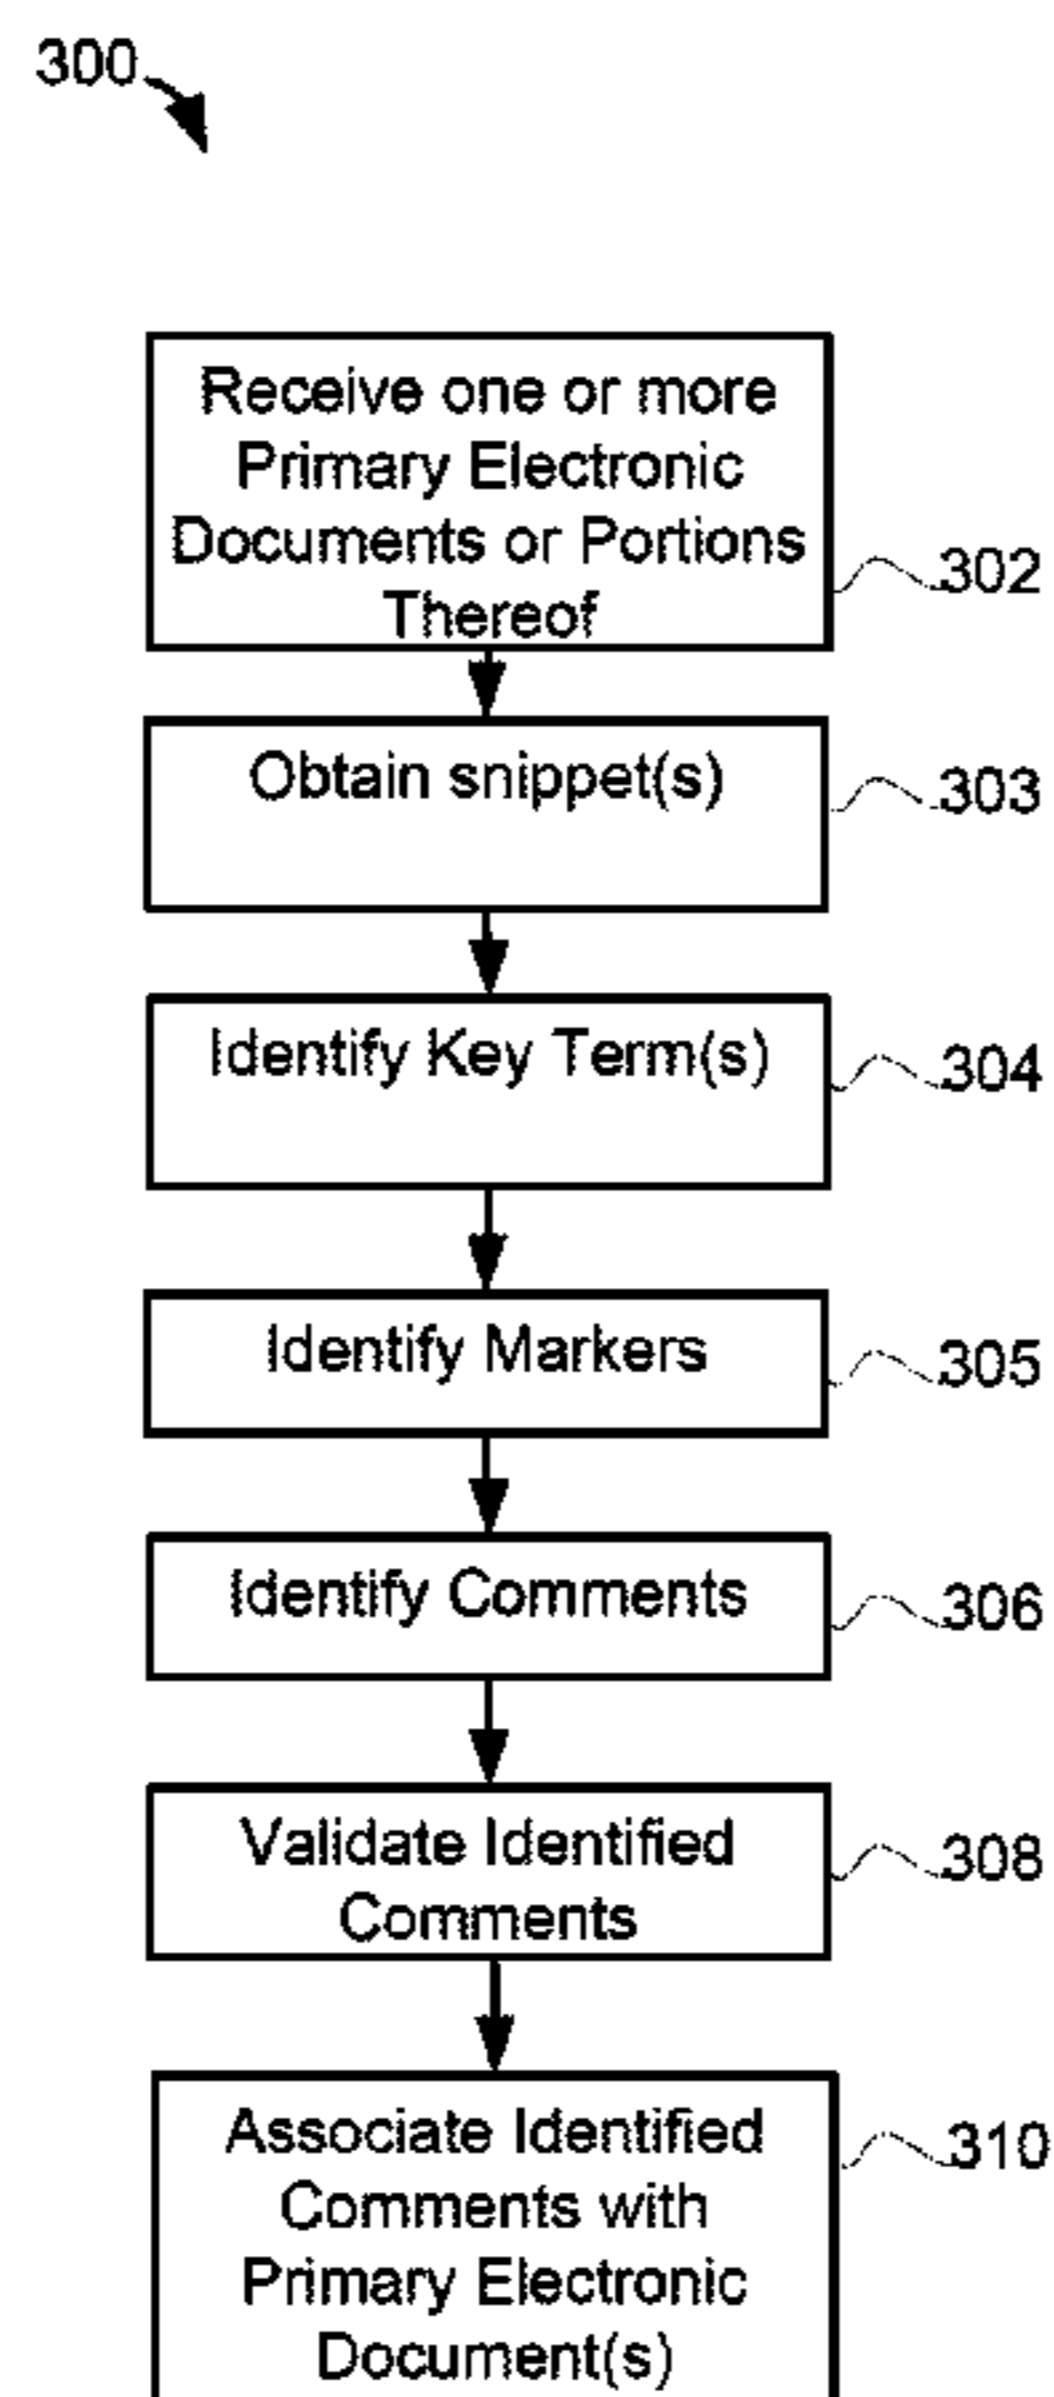 300
Receive one or more
Primary Electronic
Documents or Portions
Thereof
302
Obtain snippet(s)
303
Identify Key Term(s)
304
Identify Markers
305
Identify Comments
306
Validate Identified
Comments
308
Associate Identified
Comments with
Primary Electronic
Document(s)
310